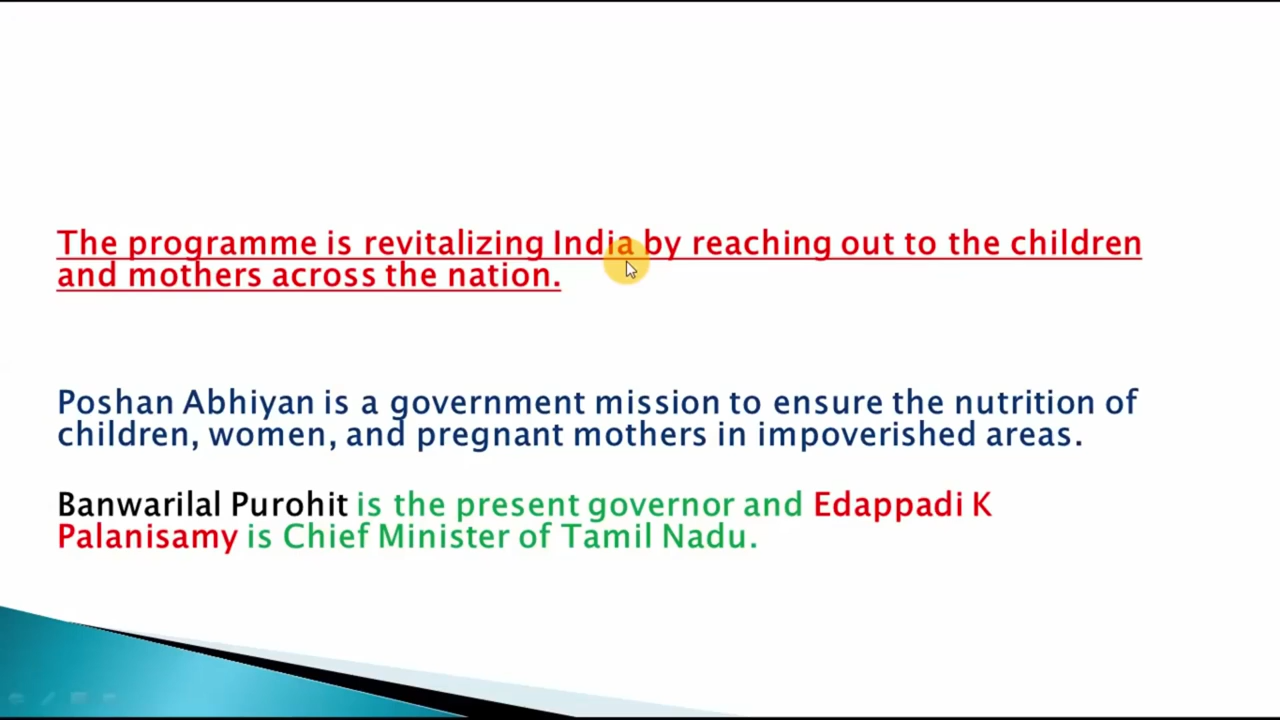 The programme is revitalizing India by reaching out to the children
and mothers across the nation.
Poshan Abhiyan is a government mission to ensure the nutrition of
children, women, and pregnant mothers in impoverished areas.
Banwarilal Purohit is the present governor and Edappadi K
Palanisamy is Chief Minister of Tamil Nadu.